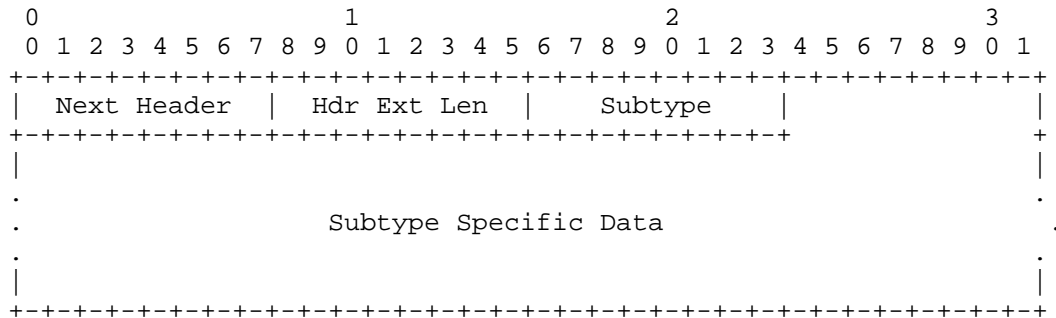 0                   1                   2                   3
 0 1 2 3 4 5 6 7 8 9 0 1 2 3 4 5 6 7 8 9 0 1 2 3 4 5 6 7 8 9 0 1
+-+-+-+-+-+-+-+-+-+-+-+-+-+-+-+-+-+-+-+-+-+-+-+-+-+-+-+-+-+-+-+-+
|  Next Header  |  Hdr Ext Len  |    Subtype    |               |
+-+-+-+-+-+-+-+-+-+-+-+-+-+-+-+-+-+-+-+-+-+-+-+-+               +
|                                                               |
.                                                               .
.                   Subtype Specific Data                        .
.                                                               .
|                                                               |
+-+-+-+-+-+-+-+-+-+-+-+-+-+-+-+-+-+-+-+-+-+-+-+-+-+-+-+-+-+-+-+-+